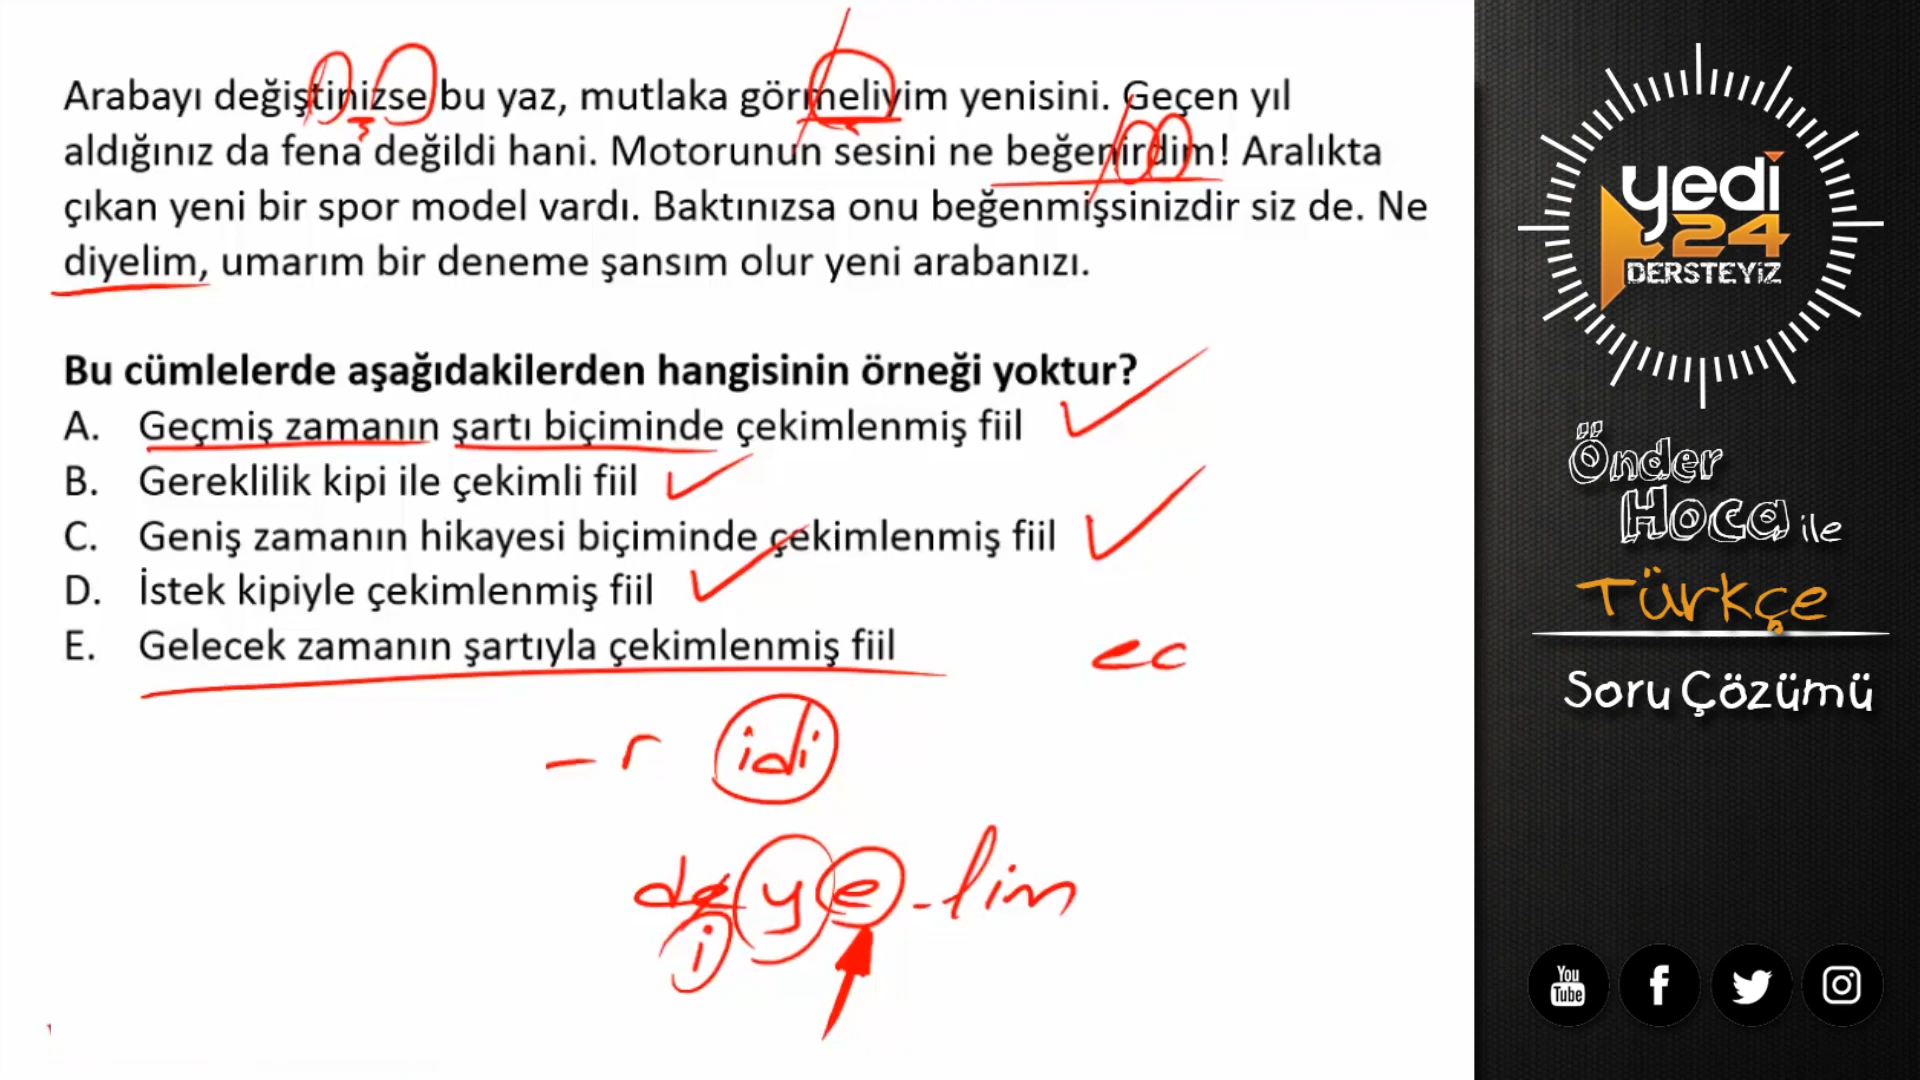 Arabayı değiştinizse bu yaz, mutlaka görmeliyim yenisini. Geçen yıl
aldığınız da fena değildi hani. Motorunun sesini ne beğenirdim! Aralıkta
çıkan yeni bir spor model vardı. Baktınızsa onu beğenmişsinizdir siz de. Ne
diyelim, umarım bir deneme şansım olur yeni arabanızı.
Bu cümlelerde aşağıdakilerden hangisinin örneği yoktur?
A. Geçmiş zamanın şartı biçiminde çekimlenmiş fiil
B. Gereklilik kipi ile çekimli fiil
C. Geniş zamanın hikayesi biçiminde çekimlenmiş fiil
D. İstek kipiyle çekimlenmiş fiil
E. Gelecek zamanın şartıyla çekimlenmiş fiil
ec
-r idi
de y e -lim
i
yedi
24
DERSTEYİZ
Önder
Hoca ile
Türkçe
Soru Çözümü
You
Tube